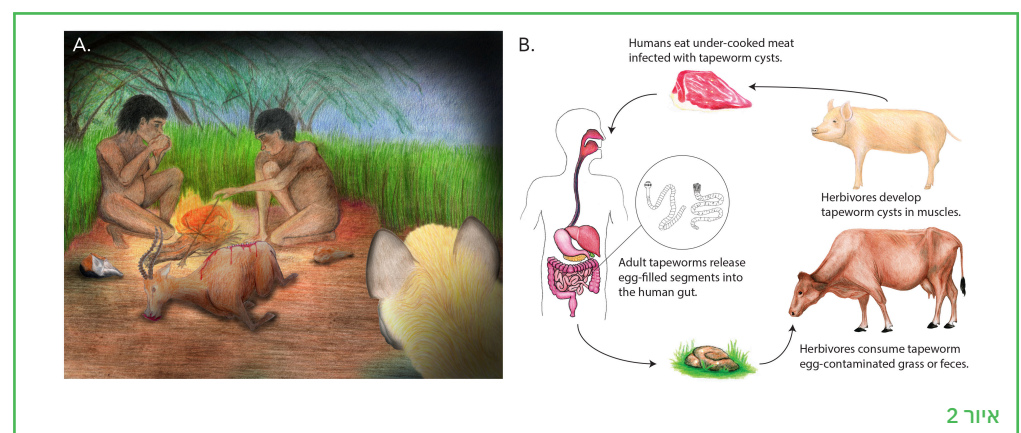 A.
B.
Humans eat under-cooked meat
infected with tapeworm cysts.
Herbivores develop
tapeworm cysts in muscles.
Adult tapeworms release
egg-filled segments into
the human gut.
Herbivores consume tapeworm
egg-contaminated grass or feces.
איור 2